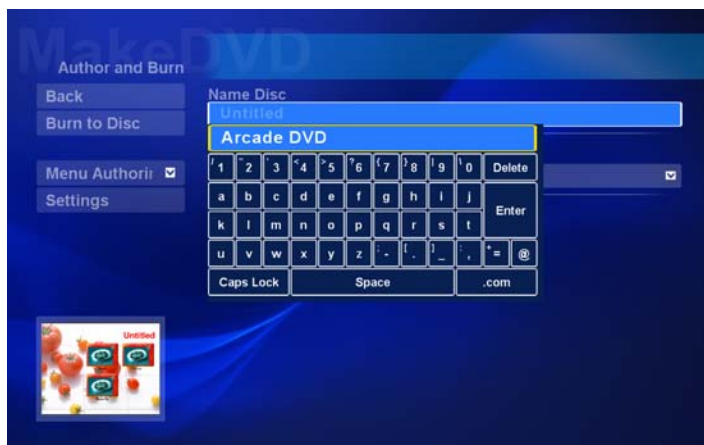 MakeDVD
Author and Burn
Back
Burn to Disc
Menu Authorir
Settings
Name Disc
Untitled
Arcade DVD
1 2 3 4 5 6 7 8 9 0 Delete
a b c d e f g h i j
Enter
k l m n o p q r s t
u v w x y z - . _ , = @
Caps Lock Space .com
Untitled